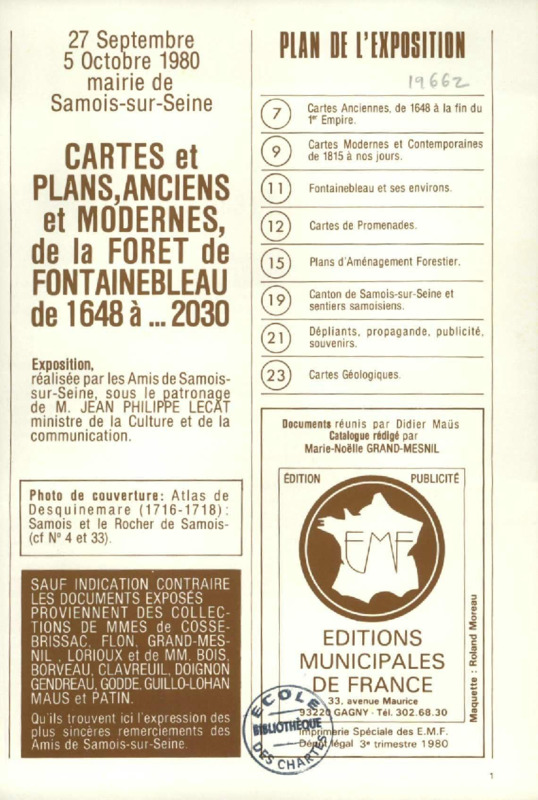 27 Septembre
5 Octobre 1980
mairie de
Samois-sur-Seine
CARTES et
PLANS,ANCIENS
et MODERNES,
de la FORET de
FONTAINEBLEAU
de 1648 à ... 2030
Exposition,
réalisée par les Amis de Samois-
sur-Seine, sous le patronage
de M. JEAN PHILIPPE LECAT
ministre de la Culture et de la
communication.
Photo de couverture: Atlas de
Desquinemare (1716-1718) :
Samois et le Rocher de Samois-
(cf N° 4 et 33).
SAUF INDICATION CONTRAIRE
LES DOCUMENTS EXPOSÉS
PROVIENNENT DES COLLEC-
TIONS DE MMES DE COSSE-
BRISSAC, FLON, GRAND-MES-
NIL , LORIOUX et de MM. BOIS,
BORVEAU, CLAVREUIL, DOIGNON
GENDREAU, GODDE, GUILLO-LOHAN
MAUS et PATIN.
Qu'ils trouvent ici l'expression des
plus sincères remerciements des
Amis de Samois-sur-Seine.
PLAN DE L'EXPOSITION
19662
7 Cartes Anciennes, de 1648 à la fin du
1er Empire.
9 Cartes Modernes et Contemporaines
de 1815 à nos jours.
11 Fontainebleau et ses environs.
12 Cartes de Promenades.
15 Plans d'Aménagement Forestier.
19 Canton de Samois-sur-Seine et
sentiers samoisiens.
21 Dépliants, propagande, publicité,
souvenirs.
23 Cartes Géologiques.
Documents réunis par Didier Maüs
Catalogue rédigé par
Marie-Noëlle GRAND-MESNIL
ÉDITION PUBLICITÉ
EMF
EDITIONS
MUNICIPALES
DE FRANCE
33, avenue Maurice
93220 GAGNY - Tél. 302.68.30
Maquette : Roland Moreau
Imprimerie Spéciale des E.M.F.
Dépôt légal 3e trimestre 1980
ECOLE
BIBLIOTHÈQUE
DES CHARTES
1